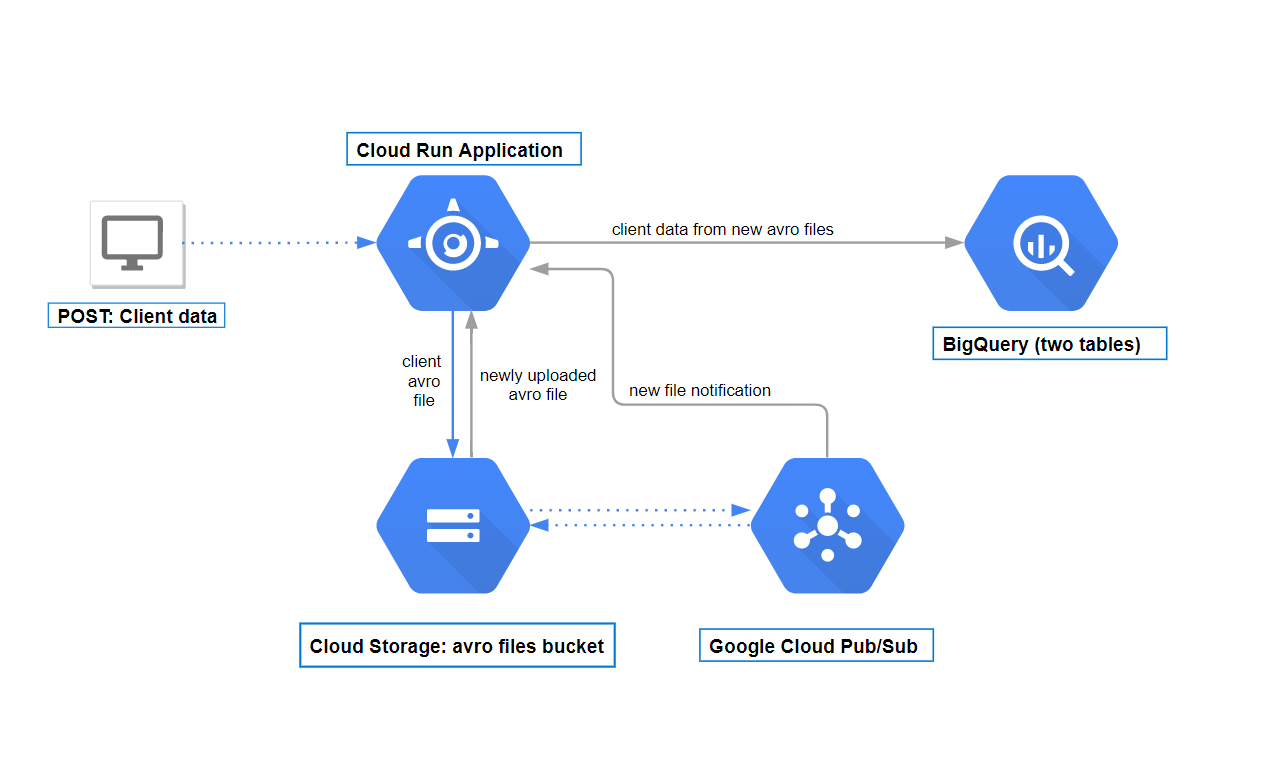 Cloud Run Application
client data from new avro files
POST: Client data
BigQuery (two tables)
client
avro
file
newly uploaded
avro file
new file notification
Cloud Storage: avro files bucket
Google Cloud Pub/Sub